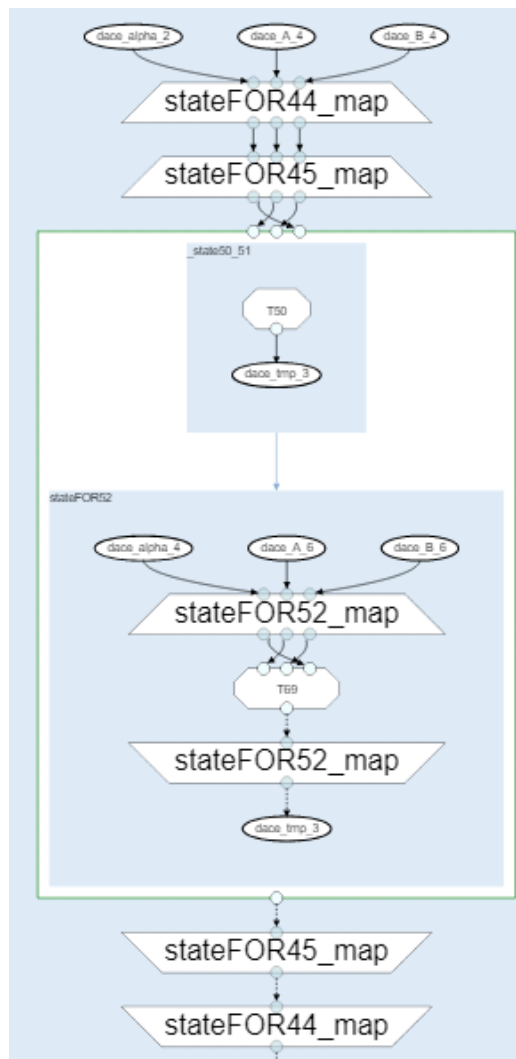 dace_alpha_2 dace_A_4 dace_B_4
stateFOR44_map
stateFOR45_map
_state50_51
T50
dace_tmp_3
stateFOR52
dace_alpha_4 dace_A_6 dace_B_6
stateFOR52_map
T69
stateFOR52_map
dace_tmp_3
stateFOR45_map
stateFOR44_map